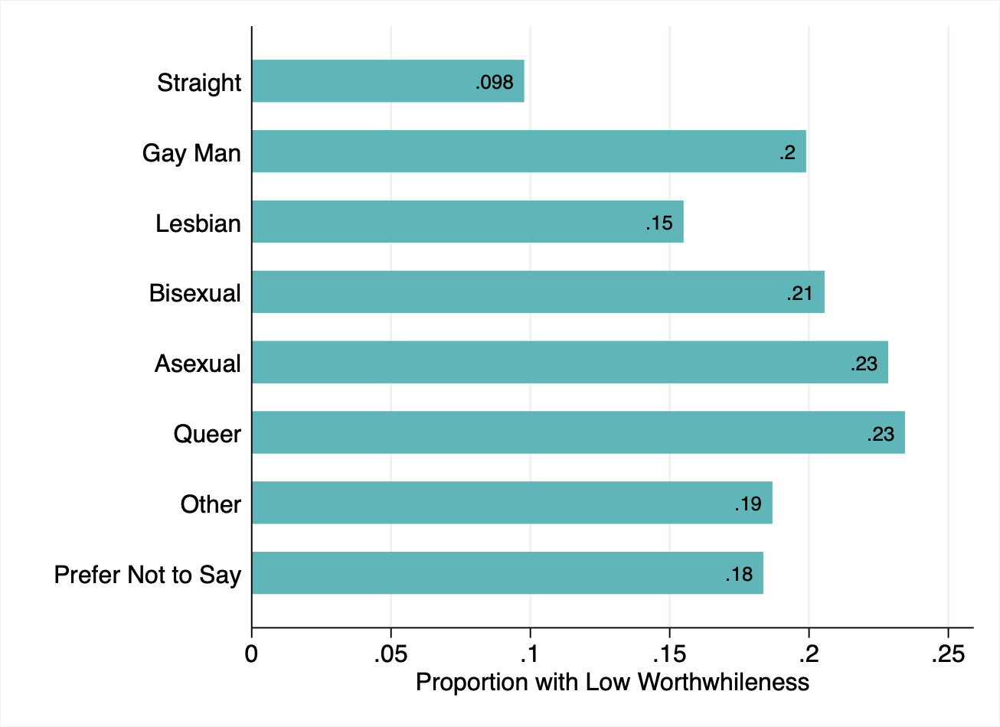 Straight .098
Gay Man .2
Lesbian .15
Bisexual .21
Asexual .23
Queer .23
Other .19
Prefer Not to Say .18
0 .05 .1 .15 .2 .25
Proportion with Low Worthwhileness